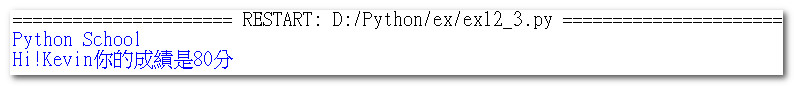 ====================== RESTART: D:/Python/ex/ex12_3.py ======================
Python School
Hi!Kevin你的成績是80分